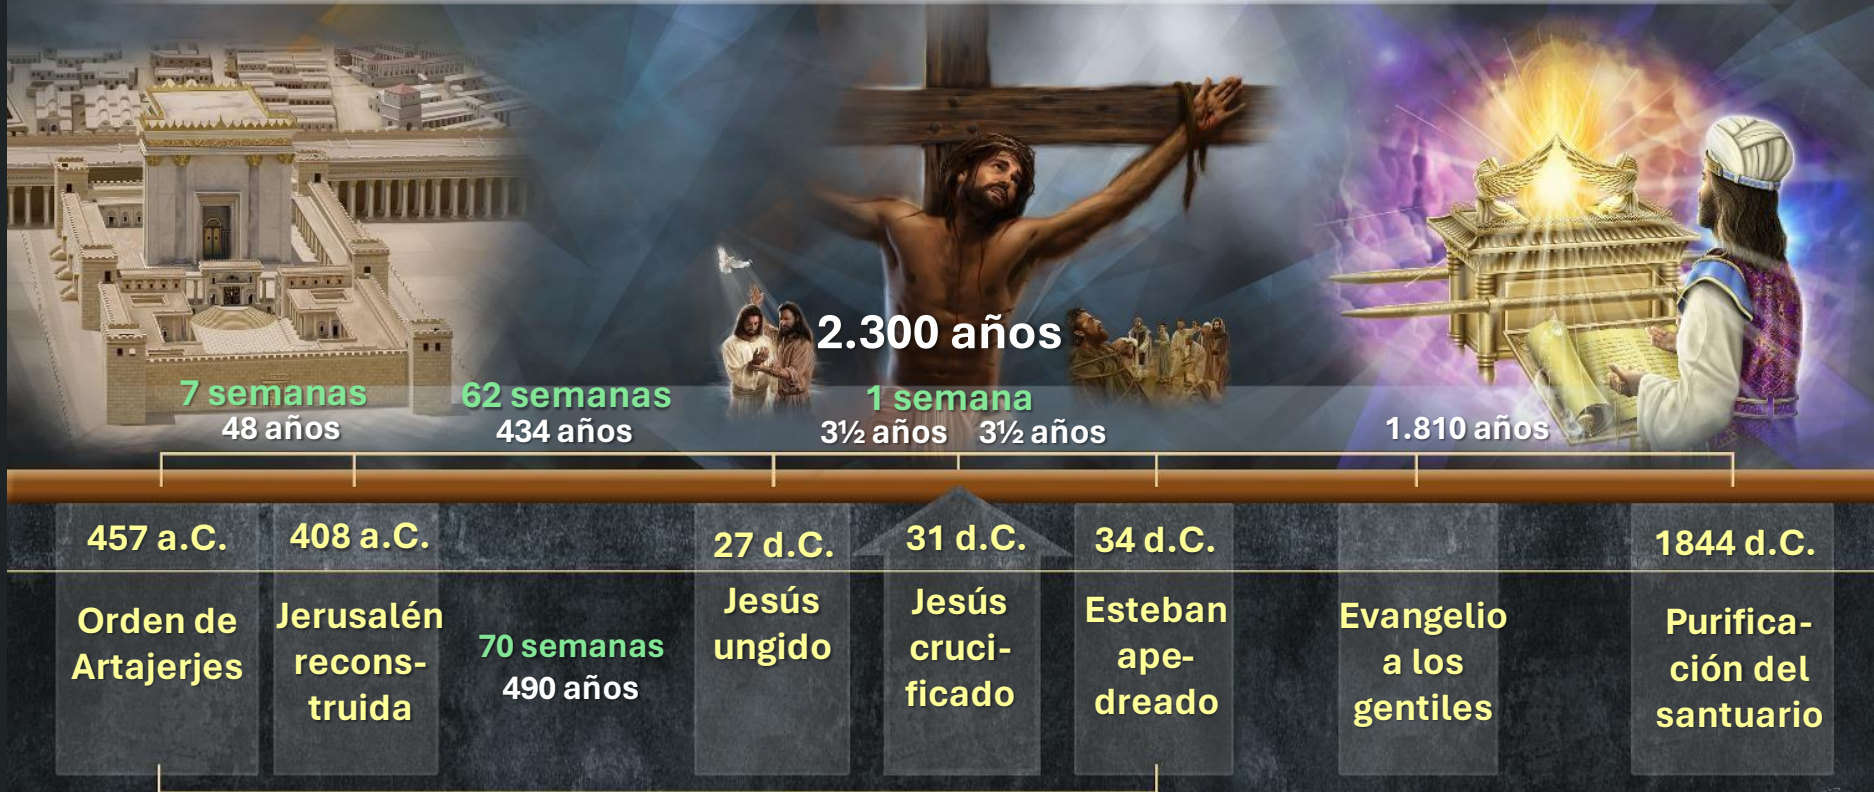 2.300 años
7 semanas
48 años
62 semanas
434 años
1 semana
3½ años
3½ años
1.810 años
457 a.C.
Orden de
Artajerjes
408 a.C.
Jerusalén
recons-
truida
70 semanas
490 años
27 d.C.
Jesús
ungido
31 d.C.
Jesús
cruci-
ficado
34 d.C.
Esteban
ape-
dreado
Evangelio
a los
gentiles
1844 d.C.
Purifica-
ción del
santuario